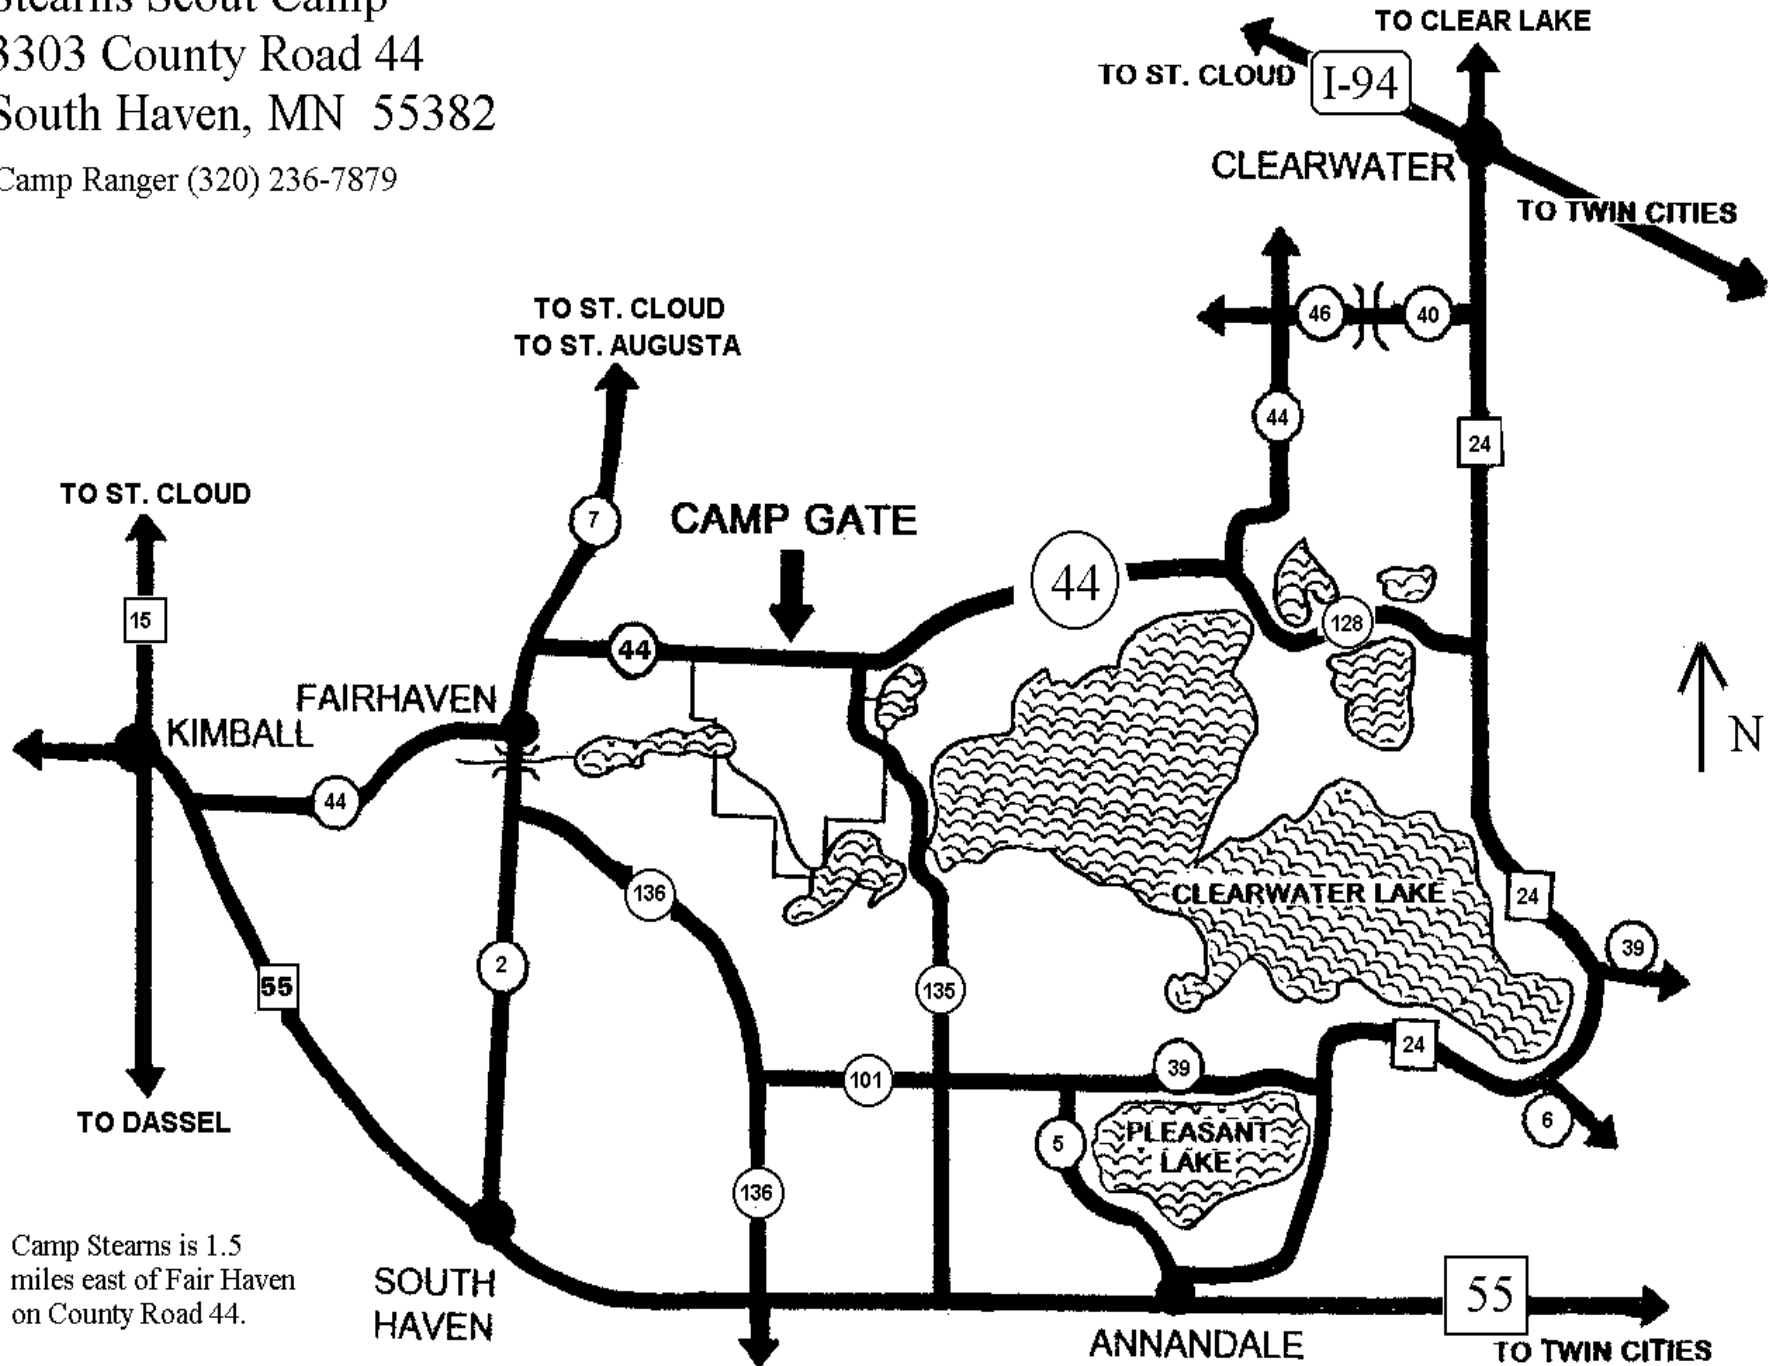 Stearns Scout Camp
3303 County Road 44
South Haven, MN 55382
Camp Ranger (320) 236-7879
TO CLEAR LAKE
TO ST. CLOUD
I-94
CLEARWATER
TO TWIN CITIES
46
40
44
24
TO ST. CLOUD
TO ST. AUGUSTA
7
TO ST. CLOUD
15
CAMP GATE
44
44
128
FAIRHAVEN
KIMBALL
N
44
136
CLEARWATER LAKE
24
39
2
55
135
24
101
39
TO DASSEL
5
PLEASANT
LAKE
6
136
Camp Stearns is 1.5
miles east of Fair Haven
on County Road 44.
SOUTH
HAVEN
55
ANNANDALE
TO TWIN CITIES